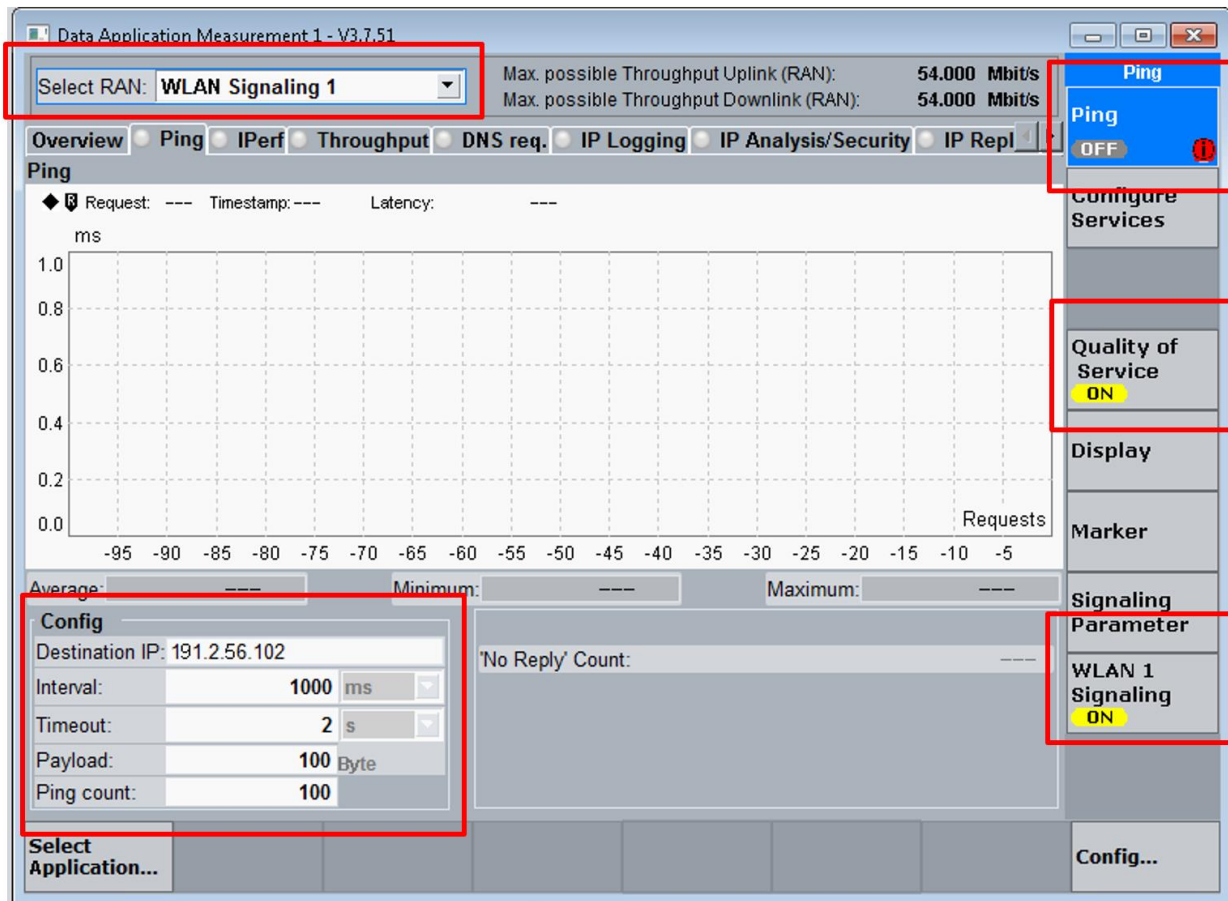 Data Application Measurement 1 - V3.7.51
Select RAN: WLAN Signaling 1
Max. possible Throughput Uplink (RAN): 54.000 Mbit/s
Max. possible Throughput Downlink (RAN): 54.000 Mbit/s
Overview Ping IPerf Throughput DNS req. IP Logging IP Analysis/Security IP Repl
Ping
Request: --- Timestamp: --- Latency: ---
ms
1.0
0.8
0.6
0.4
0.2
0.0
Requests
-95 -90 -85 -80 -75 -70 -65 -60 -55 -50 -45 -40 -35 -30 -25 -20 -15 -10 -5
Average: --- Minimum: --- Maximum: ---
Config
Destination IP: 191.2.56.102
Interval: 1000 ms
Timeout: 2 s
Payload: 100 Byte
Ping count: 100
'No Reply' Count: ---
Select
Application...
Ping
Ping
OFF
Configure
Services
Quality of
Service
ON
Display
Marker
Signaling
Parameter
WLAN 1
Signaling
ON
Config...